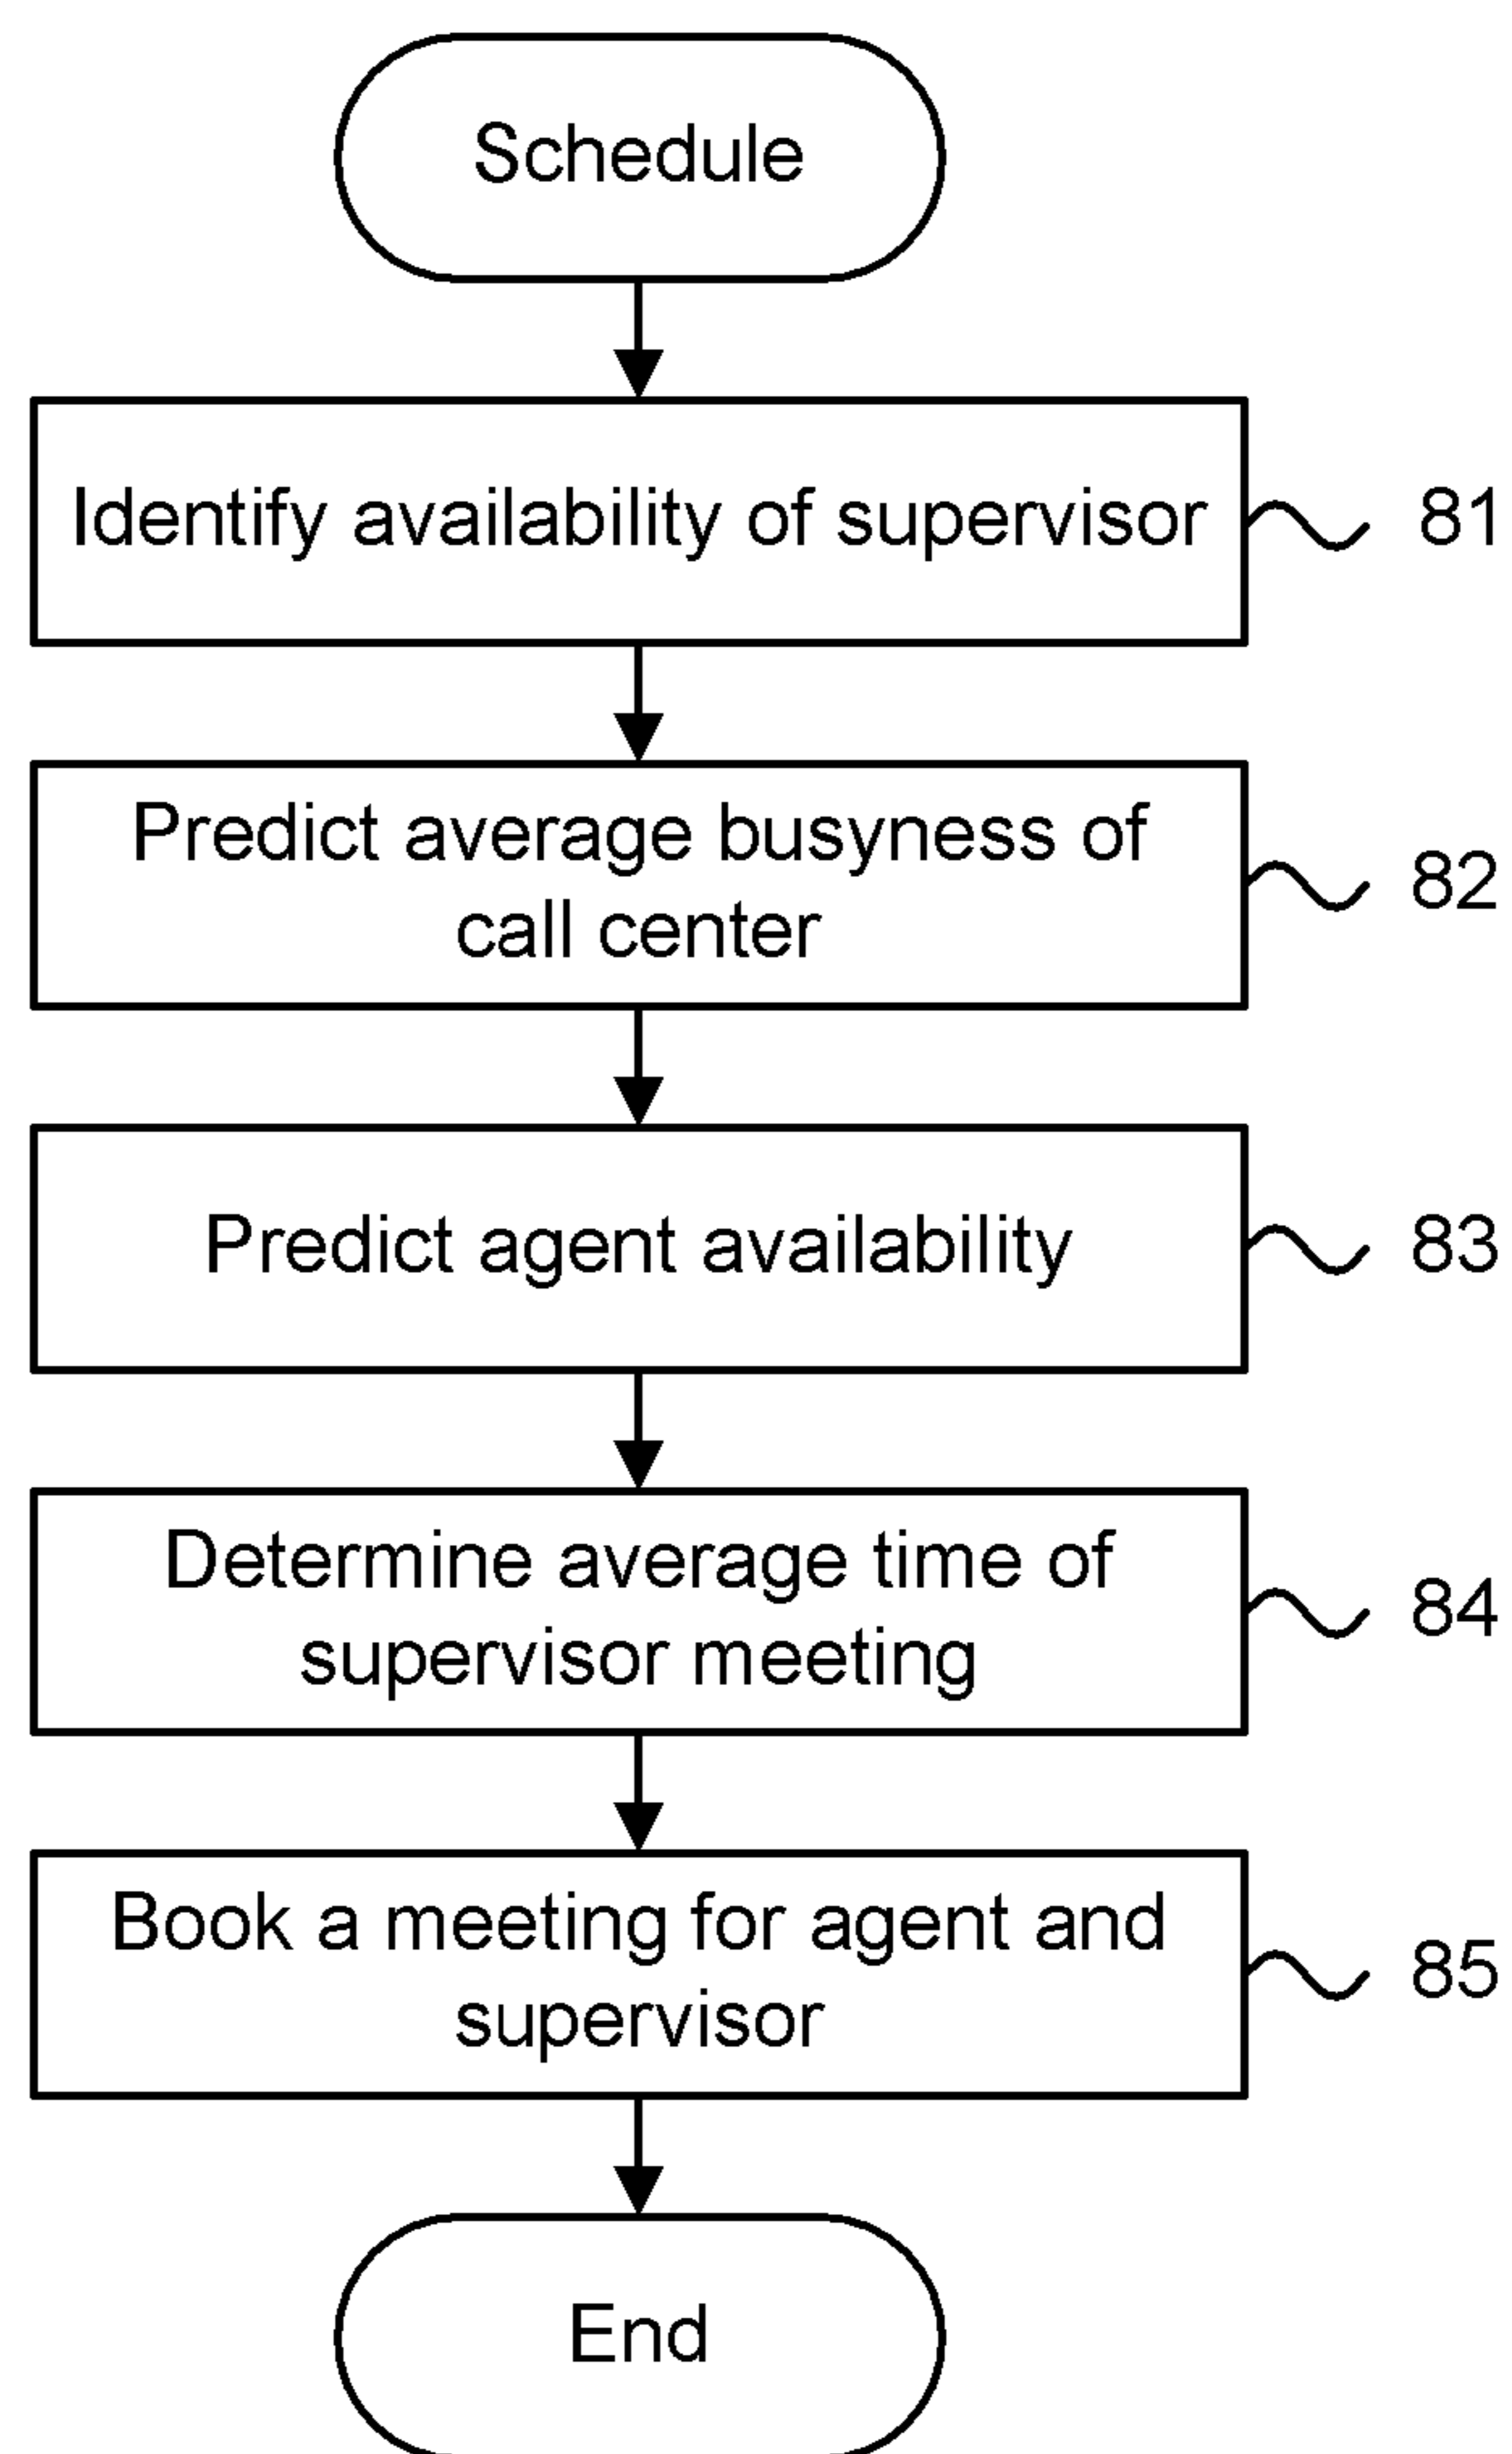 Schedule
Identify availability of supervisor
81
Predict average busyness of
call center
82
Predict agent availability
83
Determine average time of
supervisor meeting
84
Book a meeting for agent and
supervisor
85
End